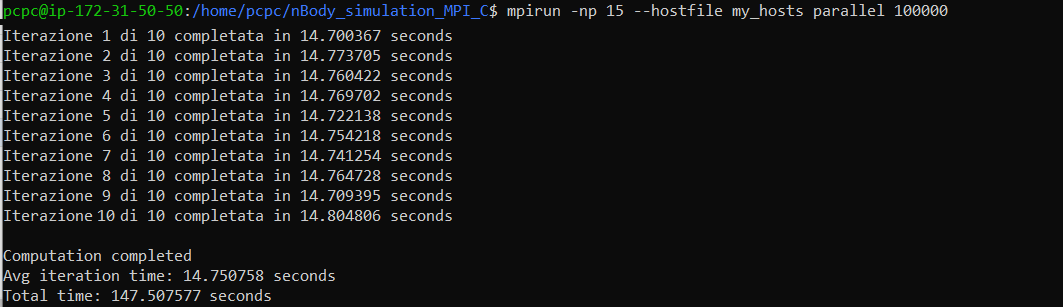 pcpc@ip-172-31-50-50:/home/pcpc/nBody_simulation_MPI_C$ mpirun -np 15 --hostfile my_hosts parallel 100000
Iterazione 1 di 10 completata in 14.700367 seconds
Iterazione 2 di 10 completata in 14.773705 seconds
Iterazione 3 di 10 completata in 14.760422 seconds
Iterazione 4 di 10 completata in 14.769702 seconds
Iterazione 5 di 10 completata in 14.722138 seconds
Iterazione 6 di 10 completata in 14.754218 seconds
Iterazione 7 di 10 completata in 14.741254 seconds
Iterazione 8 di 10 completata in 14.764728 seconds
Iterazione 9 di 10 completata in 14.709395 seconds
Iterazione 10 di 10 completata in 14.804806 seconds
Computation completed
Avg iteration time: 14.750758 seconds
Total time: 147.507577 seconds